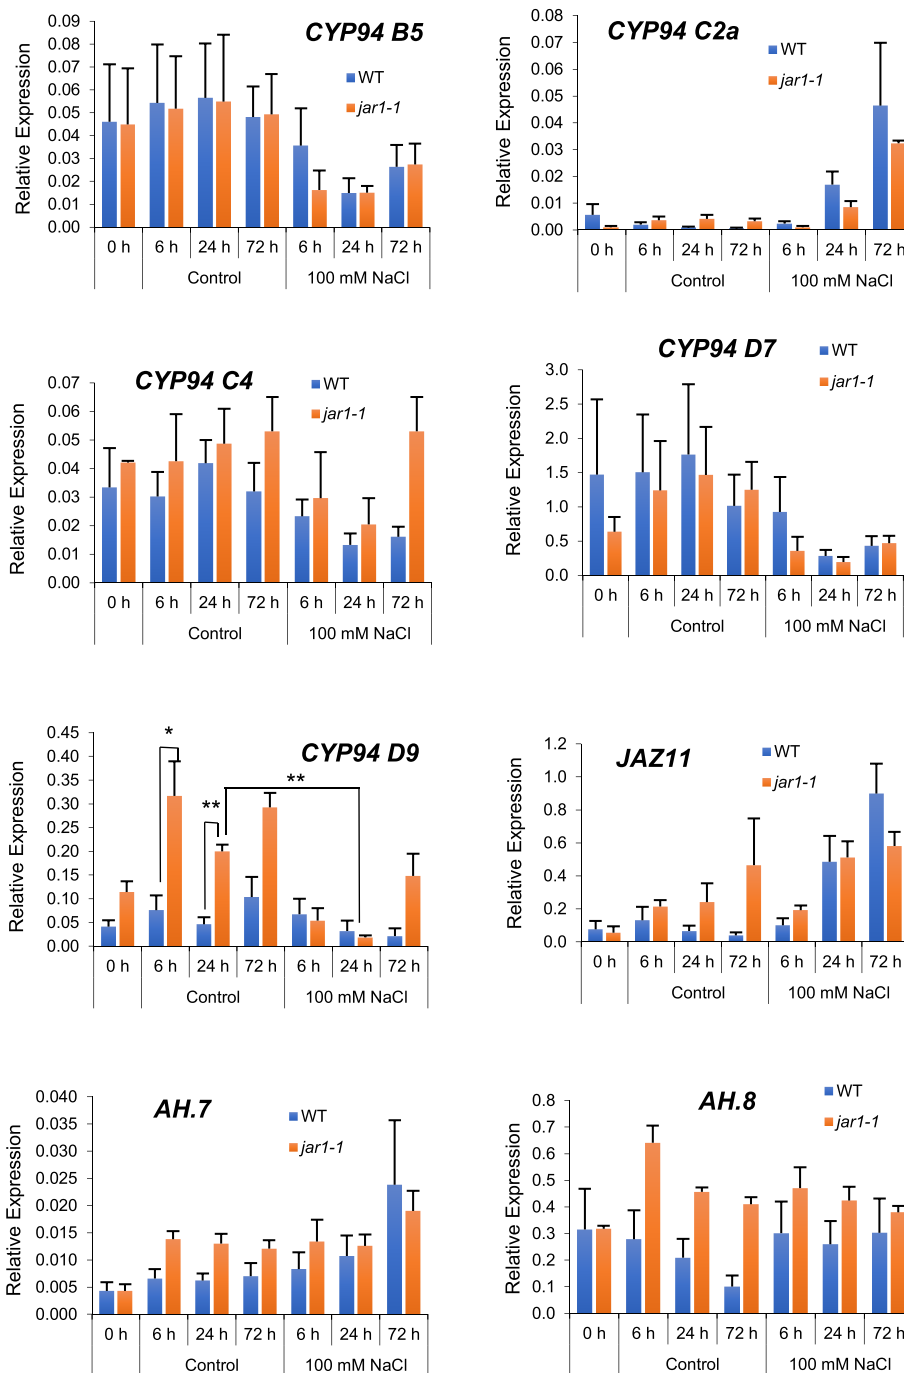 CYP94 B5
Relative Expression
0.09
0.08
0.07
0.06
0.05
0.04
0.03
0.02
0.01
0.00
WT
jar1-1
0 h 6 h 24 h 72 h 6 h 24 h 72 h
Control 100 mM NaCl
CYP94 C2a
Relative Expression
0.08
0.07
0.06
0.05
0.04
0.03
0.02
0.01
0.00
WT
jar1-1
0 h 6 h 24 h 72 h 6 h 24 h 72 h
Control 100 mM NaCl
CYP94 C4
Relative Expression
0.07
0.06
0.05
0.04
0.03
0.02
0.01
0.00
WT
jar1-1
0 h 6 h 24 h 72 h 6 h 24 h 72 h
Control 100 mM NaCl
CYP94 D7
Relative Expression
3.0
2.5
2.0
1.5
1.0
0.5
0.0
WT
jar1-1
0 h 6 h 24 h 72 h 6 h 24 h 72 h
Control 100 mM NaCl
CYP94 D9
Relative Expression
0.45
0.40
0.35
0.30
0.25
0.20
0.15
0.10
0.05
0.00
*
**
**
0 h 6 h 24 h 72 h 6 h 24 h 72 h
Control 100 mM NaCl
JAZ11
Relative Expression
1.2
1.0
0.8
0.6
0.4
0.2
0.0
WT
jar1-1
0 h 6 h 24 h 72 h 6 h 24 h 72 h
Control 100 mM NaCl
AH.7
Relative Expression
0.040
0.035
0.030
0.025
0.020
0.015
0.010
0.005
0.000
WT
jar1-1
0 h 6 h 24 h 72 h 6 h 24 h 72 h
Control 100 mM NaCl
AH.8
Relative Expression
0.8
0.7
0.6
0.5
0.4
0.3
0.2
0.1
0.0
WT
jar1-1
0 h 6 h 24 h 72 h 6 h 24 h 72 h
Control 100 mM NaCl